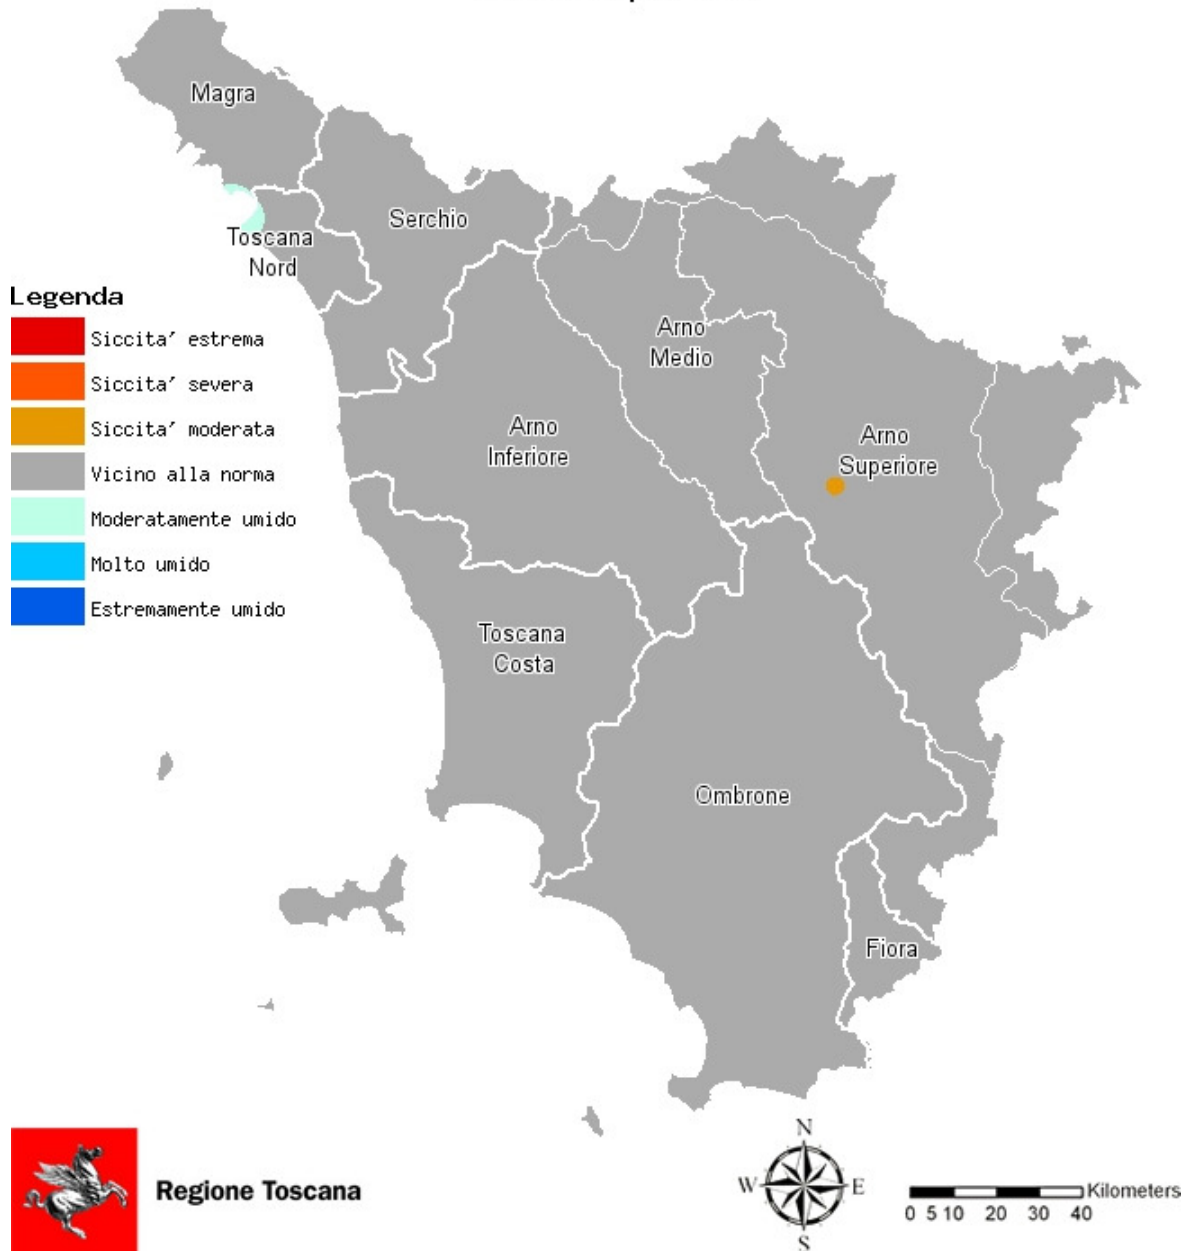 Magra
Serchio
Toscana
Nord
Legenda
Siccita' estrema
Siccita' severa
Siccita' moderata
Vicino alla norma
Moderatamente umido
Molto umido
Estremamente umido
Arno
Medio
Arno
Inferiore
Arno
Superiore
Toscana
Costa
Ombrone
Fiora
Regione Toscana
N
W
E
S
Kilometers
0 5 10 20 30 40